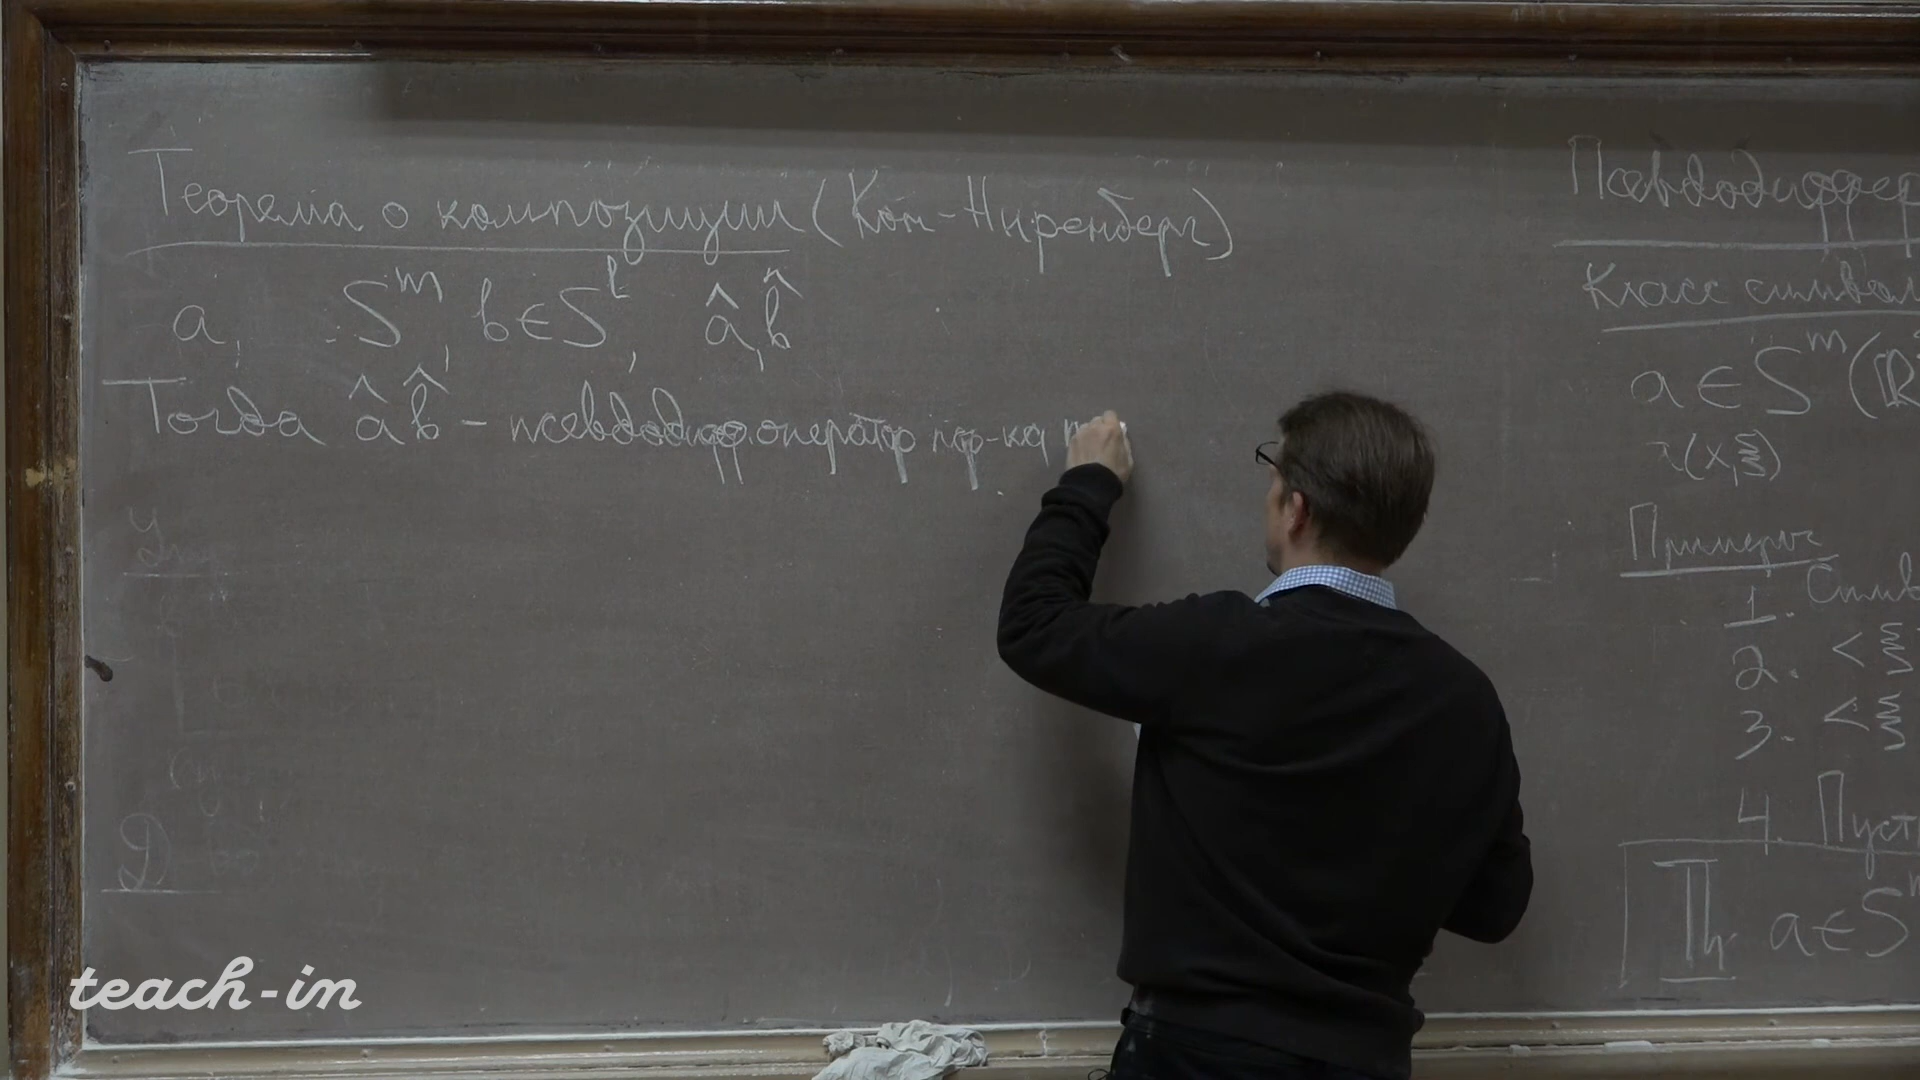 Теорема о композиции (Кон-Ниренберг)
a, S^m, b∈S^l, â, b̂
Тогда âb̂ - псевдодифф. оператор пор-ка m
Псевдодиффер
Класс символ
a∈S^m(ℝ
a(x,ξ)
Примеры
1. Симв
2. <ξ
3. <ξ
4. Пуст
Th a∈S^m
teach-in